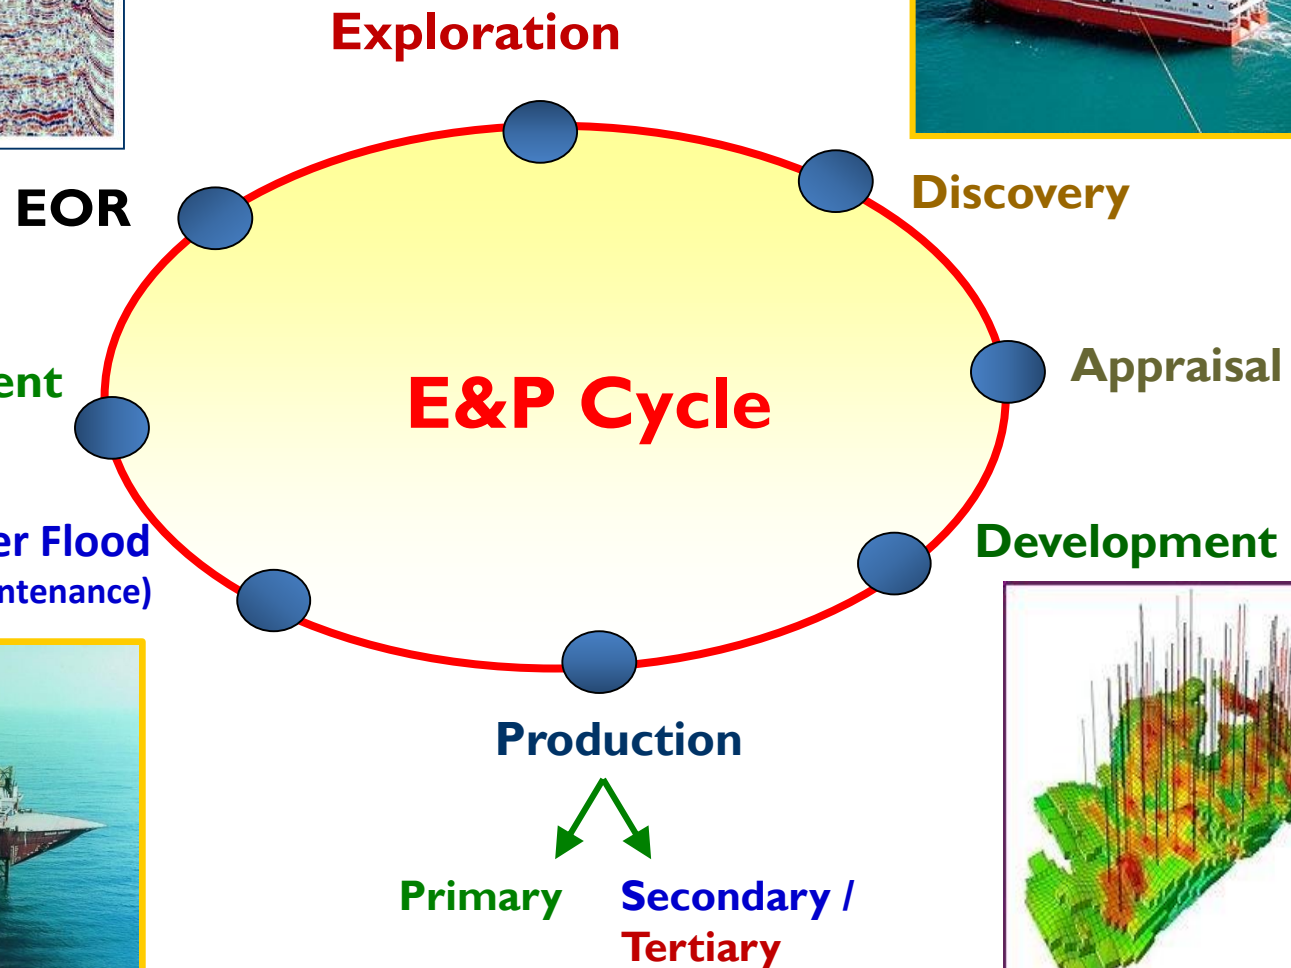 Exploration
Discovery
EOR
Appraisal
ent
E&P Cycle
er Flood
ntenance)
Development
Production
Primary
Secondary /
Tertiary